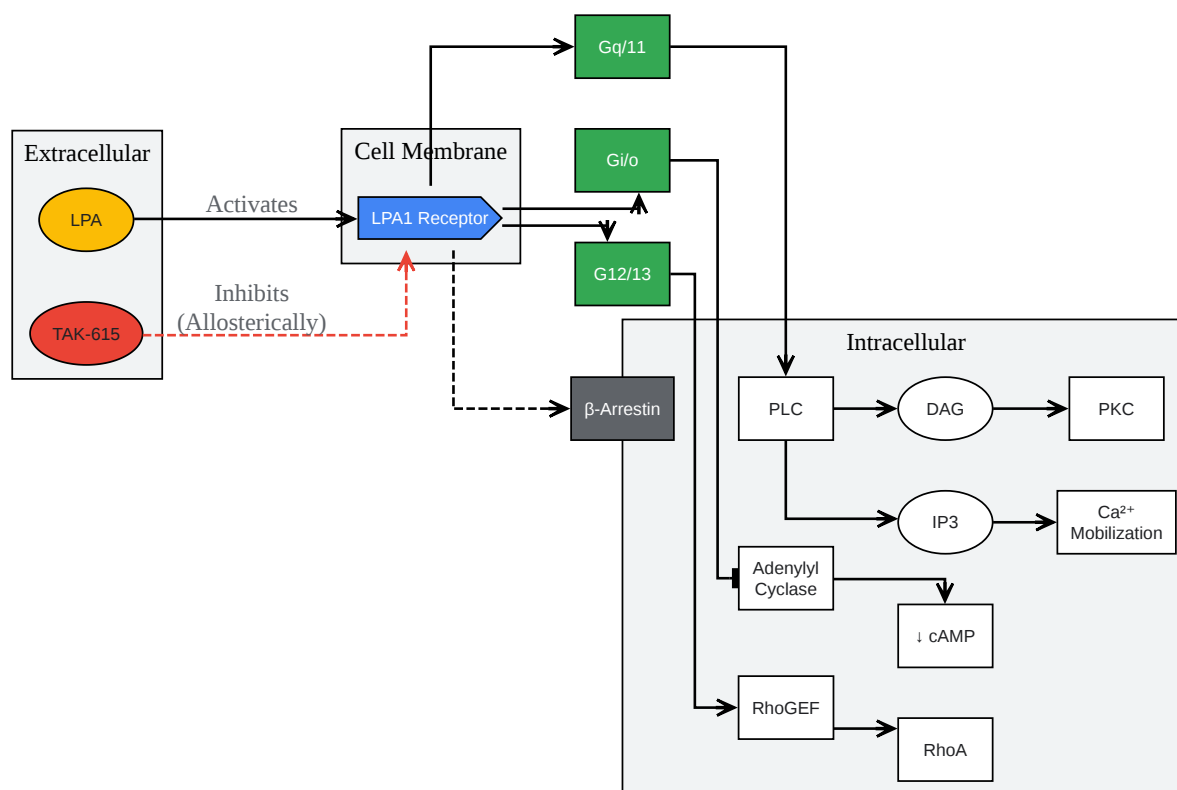 Gq/11
Extracellular
Cell Membrane
Gi/o
LPA
Activates
LPA1 Receptor
G12/13
TAK-615
Inhibits
(Allosterically)
Intracellular
β-Arrestin
PLC
DAG
PKC
IP3
Ca²⁺
Mobilization
Adenylyl
Cyclase
↓ cAMP
RhoGEF
RhoA